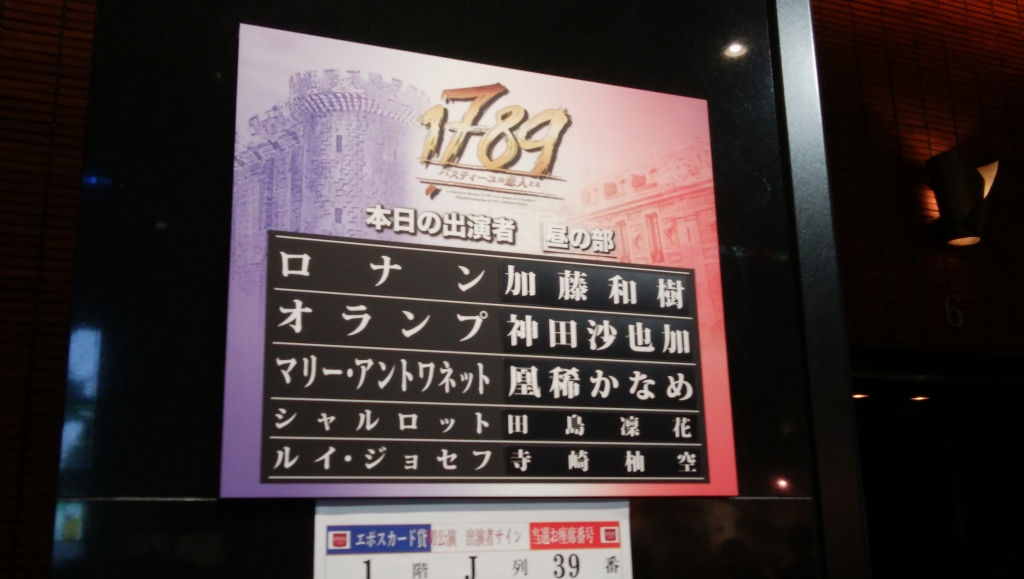 1789
バスティーユの恋人たち
本日の出演者 昼の部
ロナン 加藤和樹
オランプ 神田沙也加
マリー・アントワネット 凰稀かなめ
シャルロット 田島凛花
ルイ・ジョセフ 寺崎柚空
エポスカード貸切公演 出演者サイン 当選お座席番号
1 階 J 列 39 番